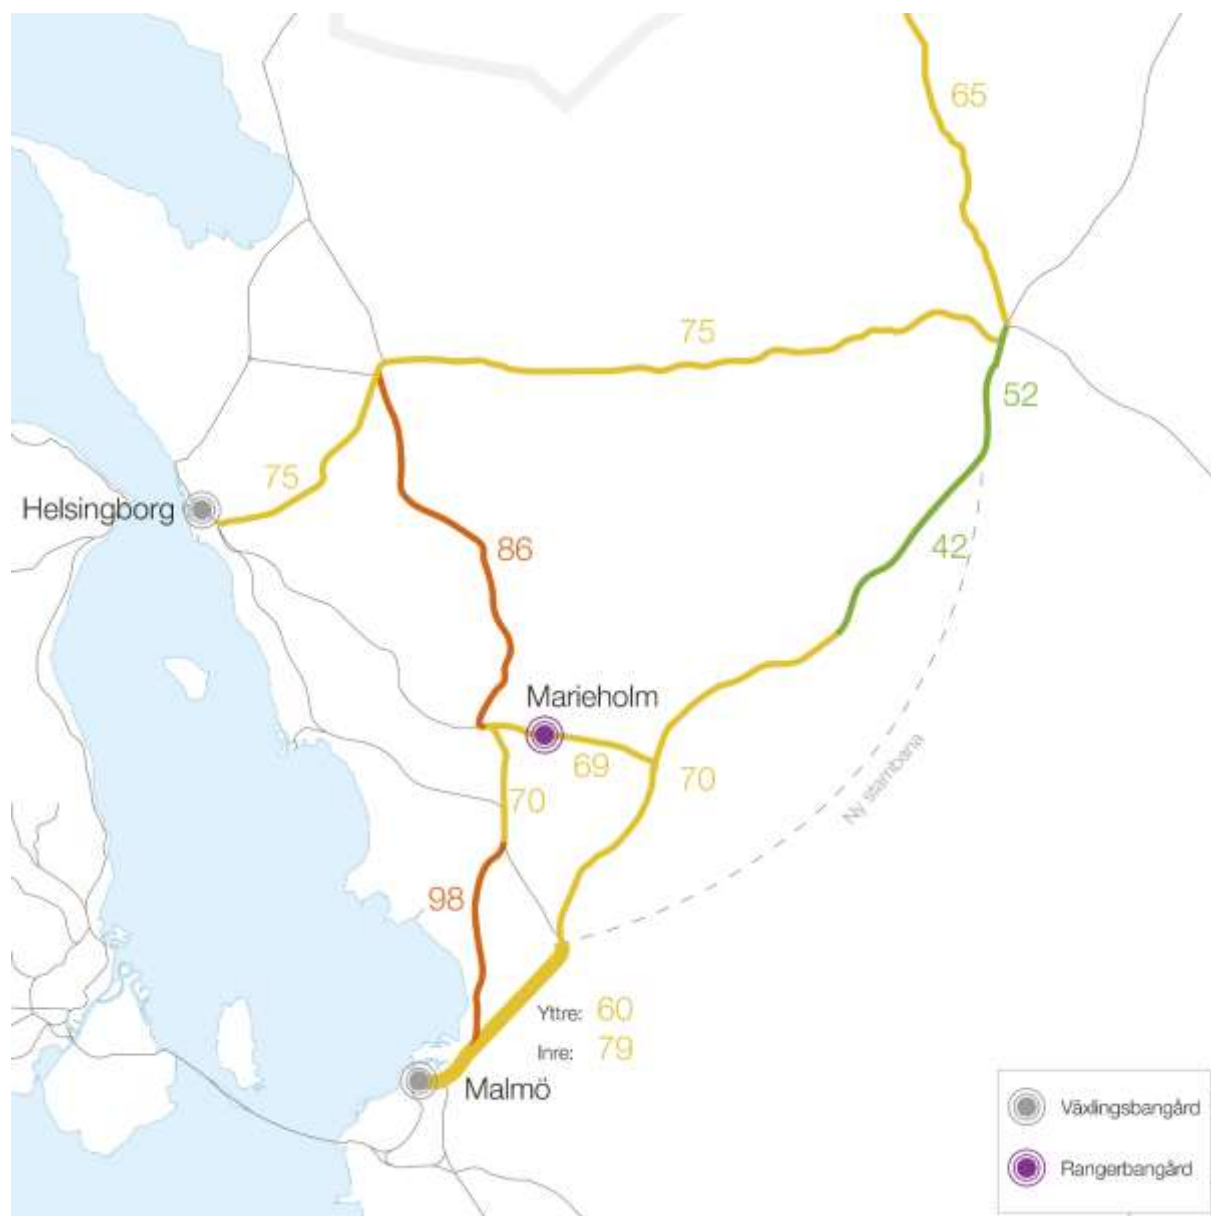 65
75
52
75
Helsingborg
86
42
Marieholm
69
70
70
Ny stambana
98
Yttre: 60
Inre: 79
Malmö
Växlingsbangård
Rangerbangård